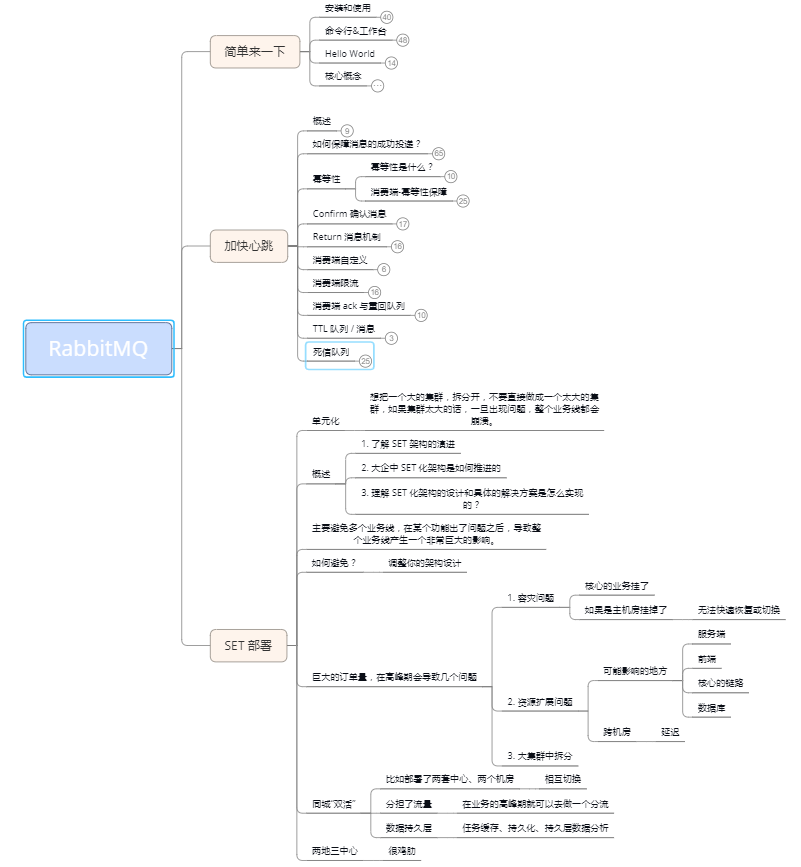 安装和使用
40
命令行&工作台
46
简单来一下
Hello World
14
核心概念
...
概述
9
如何保障消息的成功投递？
65
幂等性
幂等性是什么？
10
消费端-幂等性保障
25
Confirm 确认消息
17
加快心跳
Return 消息机制
16
消费端自定义
6
消费端限流
16
消费端 ack 与重回队列
10
TTL 队列 / 消息
3
RabbitMQ
死信队列
25
单元化
想把一个大的集群，拆分开，不要直接做成一个太大的集
群，如果集群太大的话，一旦出现问题，整个业务线都会
崩溃。
概述
1. 了解 SET 架构的演进
2. 大企中 SET 化架构是如何推进的
3. 理解 SET 化架构的设计和具体的解决方案是怎么实现
的？
主要避免多个业务线，在某个功能出了问题之后，导致整
个业务线产生一个非常巨大的影响。
如何避免？
调整你的架构设计
SET 部署
巨大的订单量，在高峰期会导致几个问题
1. 容灾问题
核心的业务挂了
如果是主机房挂掉了
无法快速恢复或切换
2. 资源扩展问题
可能影响的地方
服务端
前端
核心的链路
数据库
跨机房
延迟
3. 大集群中拆分
同城“双活”
比如部署了两套中心、两个机房
相互切换
分担了流量
在业务的高峰期就可以去做一个分流
数据持久层
任务缓存、持久化、持久层数据分析
两地三中心
很鸡肋